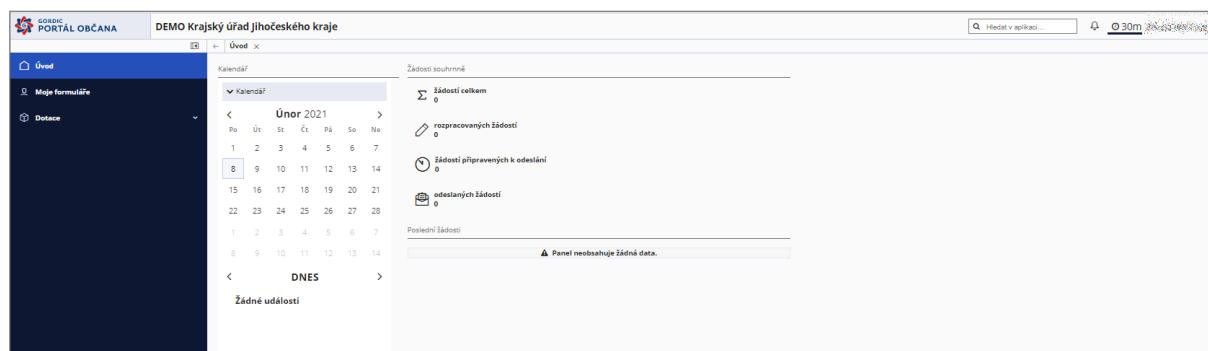 GORDIC
PORTÁL OBČANA
DEMO Krajský úřad Jihočeského kraje
Hledat v aplikaci...
30m
Úvod
Úvod
Moje formuláře
Dotace
Kalendář
Kalendář
Únor 2021
Po Út St Čt Pá So Ne
1 2 3 4 5 6 7
8 9 10 11 12 13 14
15 16 17 18 19 20 21
22 23 24 25 26 27 28
1 2 3 4 5 6 7
8 9 10 11 12 13 14
DNES
Žádné události
Žádosti souhrnně
žádostí celkem
0
rozpracovaných žádostí
0
žádostí připravených k odeslání
0
odeslaných žádostí
0
Poslední žádosti
Panel neobsahuje žádná data.